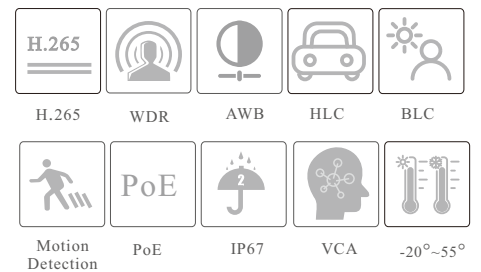 H.265
H.265 WDR AWB HLC BLC
PoE 2
Motion PoE IP67 VCA -20°~55°
Detection